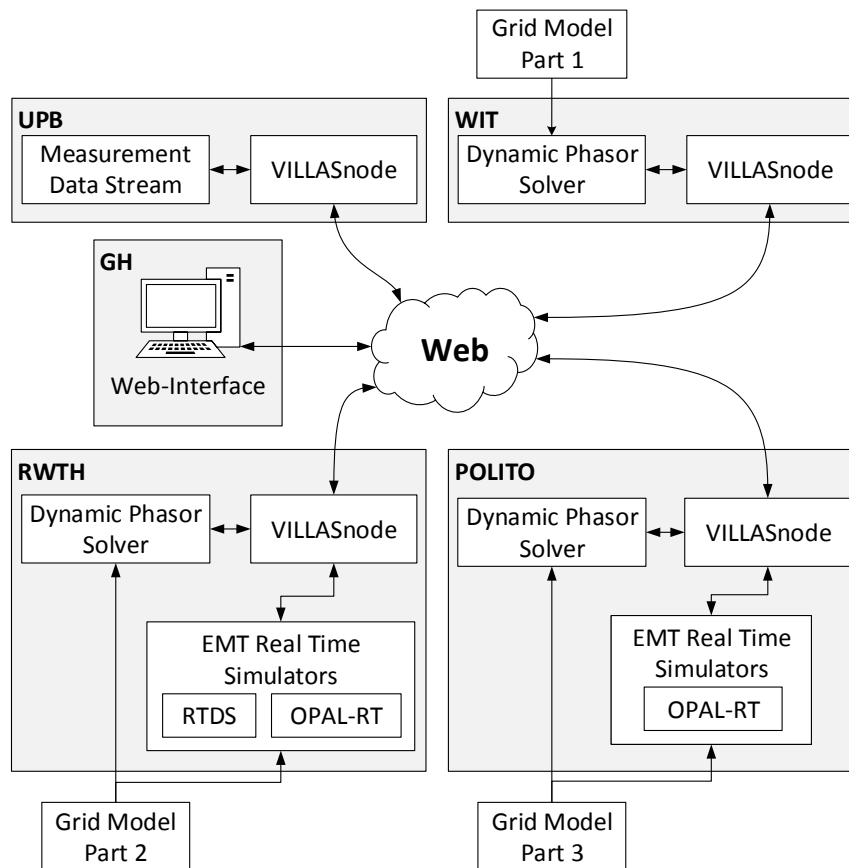 Grid Model
Part 1
UPB
Measurement
Data Stream
VILLASnode
WIT
Dynamic Phasor
Solver
VILLASnode
GH
Web-Interface
Web
RWTH
Dynamic Phasor
Solver
VILLASnode
EMT Real Time
Simulators
RTDS
OPAL-RT
POLITO
Dynamic Phasor
Solver
VILLASnode
EMT Real Time
Simulators
OPAL-RT
Grid Model
Part 2
Grid Model
Part 3